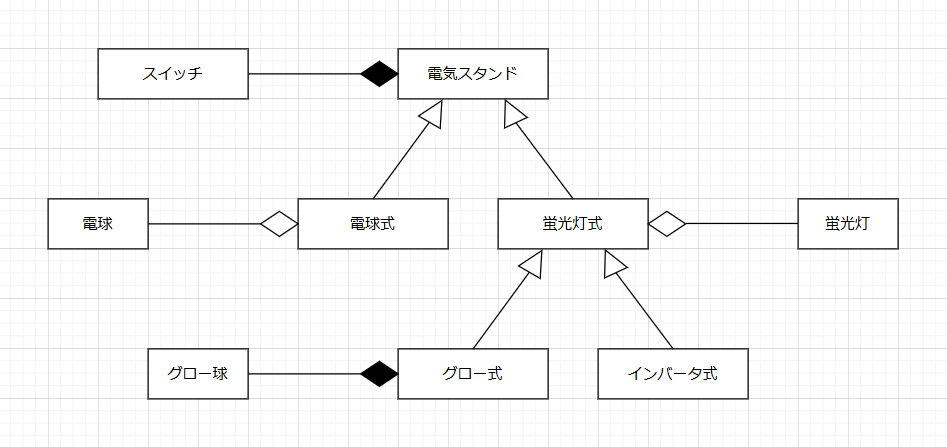 スイッチ
電気スタンド
電球
電球式
蛍光灯式
蛍光灯
グロー球
グロー式
インバータ式